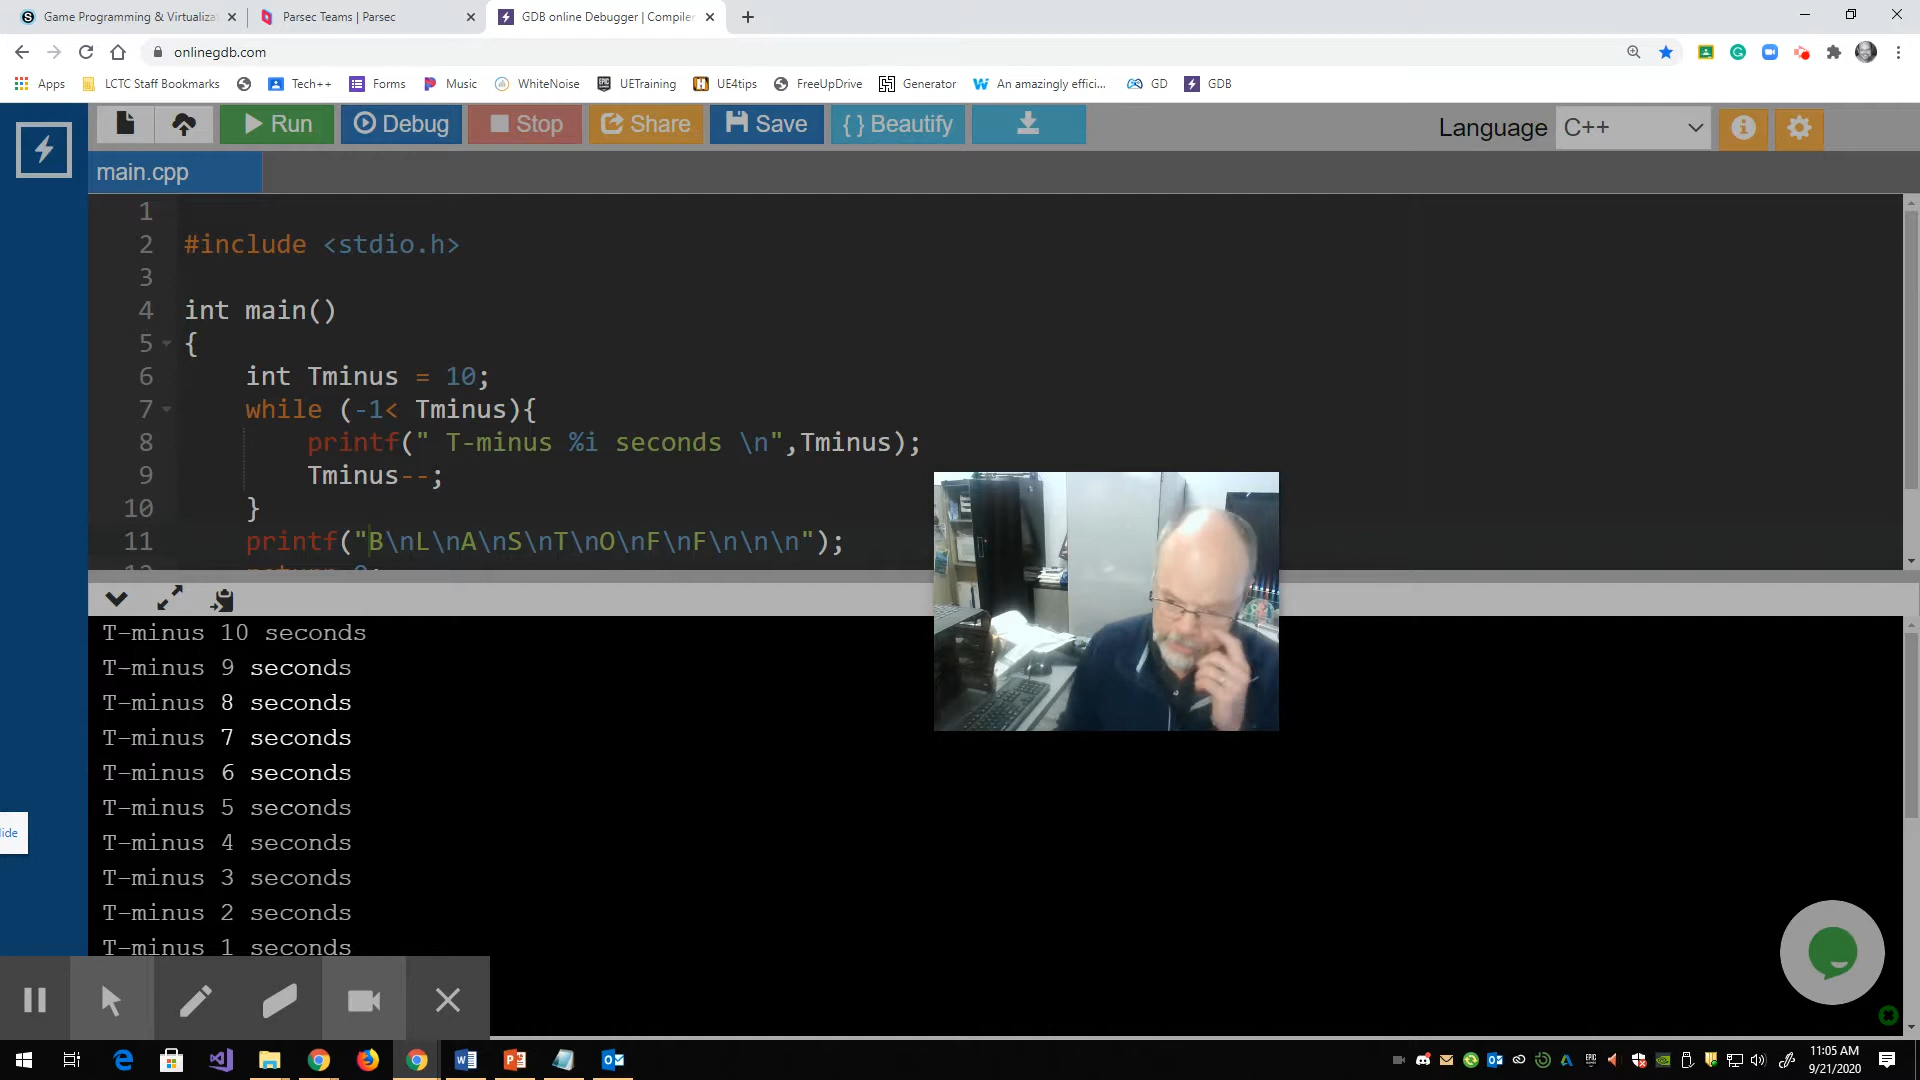 Game Programming & Virtualiza
Parsec Teams | Parsec
GDB online Debugger | Compiler
onlinegdb.com
Apps
LCTC Staff Bookmarks
Tech++
Forms
Music
WhiteNoise
UETraining
UE4tips
FreeUpDrive
Generator
An amazingly effici...
GD
GDB
Run
Debug
Stop
Share
Save
{ } Beautify
Language
C++
main.cpp
1
2 #include <stdio.h>
3
4 int main()
5 {
6 int Tminus = 10;
7 while (-1< Tminus){
8 printf(" T-minus %i seconds \n",Tminus);
9 Tminus--;
10 }
11 printf("B\nL\nA\nS\nT\nO\nF\nF\n\n\n");
T-minus 10 seconds
T-minus 9 seconds
T-minus 8 seconds
T-minus 7 seconds
T-minus 6 seconds
T-minus 5 seconds
T-minus 4 seconds
T-minus 3 seconds
T-minus 2 seconds
T-minus 1 seconds
lide
11:05 AM
9/21/2020